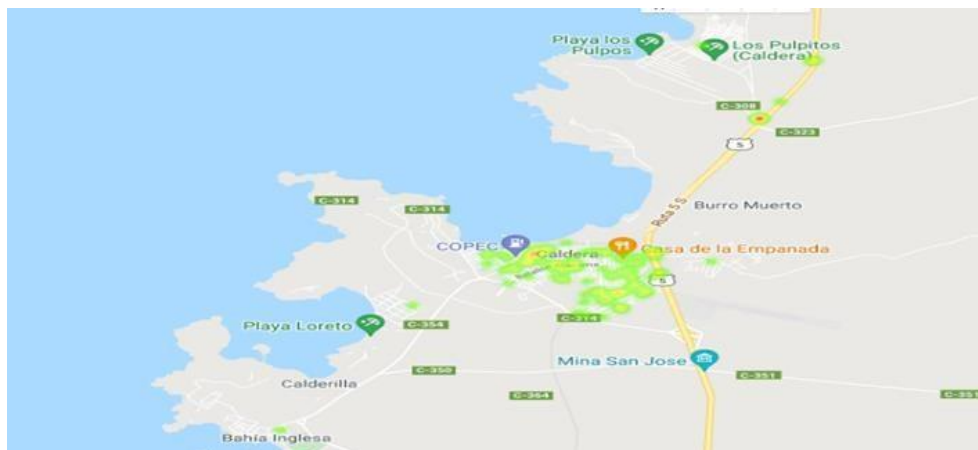 Playa los
Pulpos
Los Pulpitos
(Caldera)
C-308
C-323
5
C-314
C-314
Ruta 5 S
Burro Muerto
COPEC
Caldera
Casa de la Empanada
5
C-354
C-314
Playa Loreto
Mina San Jose
C-350
C-351
C-351
Calderilla
C-364
Bahía Inglesa